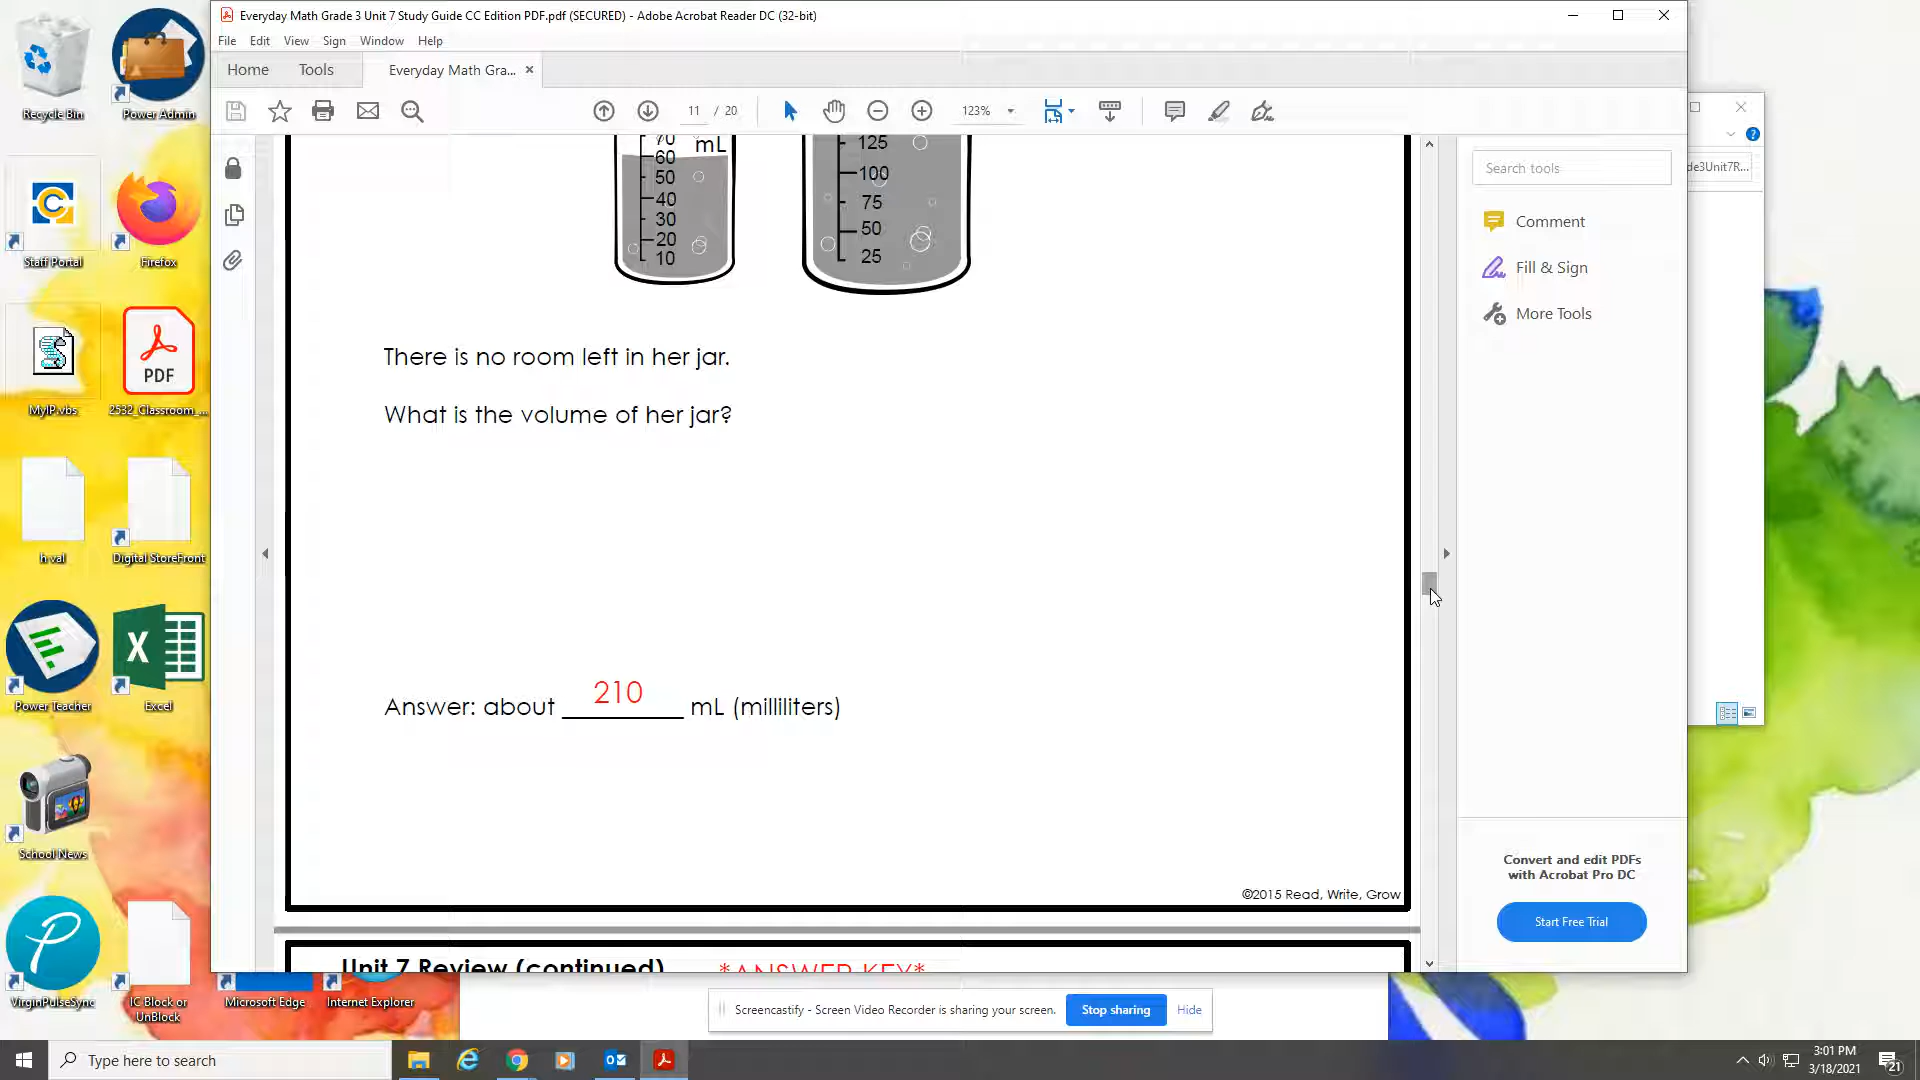 Everyday Math Grade 3 Unit 7 Study Guide CC Edition PDF.pdf (SECURED) - Adobe Acrobat Reader DC (32-bit)
File Edit View Sign Window Help
Home Tools Everyday Math Gra... ×
11 / 20 123%
70 mL
60
50
40
30
20
10
125
100
75
50
25
There is no room left in her jar.
What is the volume of her jar?
Answer: about 210 mL (milliliters)
©2015 Read, Write, Grow
Unit 7 Review (continued) *ANSWER KEY*
Search tools
Comment
Fill & Sign
More Tools
Convert and edit PDFs
with Acrobat Pro DC
Start Free Trial
de3Unit7R...
Recycle Bin
Power Admin
Staff Portal
Firefox
MyIP.vbs
PDF
2532_Classroom_...
h val
Digital StoreFront
Power Teacher
Excel
School News
VirginPulseSync
IC Block or
UnBlock
Microsoft Edge
Internet Explorer
Screencastify - Screen Video Recorder is sharing your screen. Stop sharing Hide
Type here to search
3:01 PM
3/18/2021
21